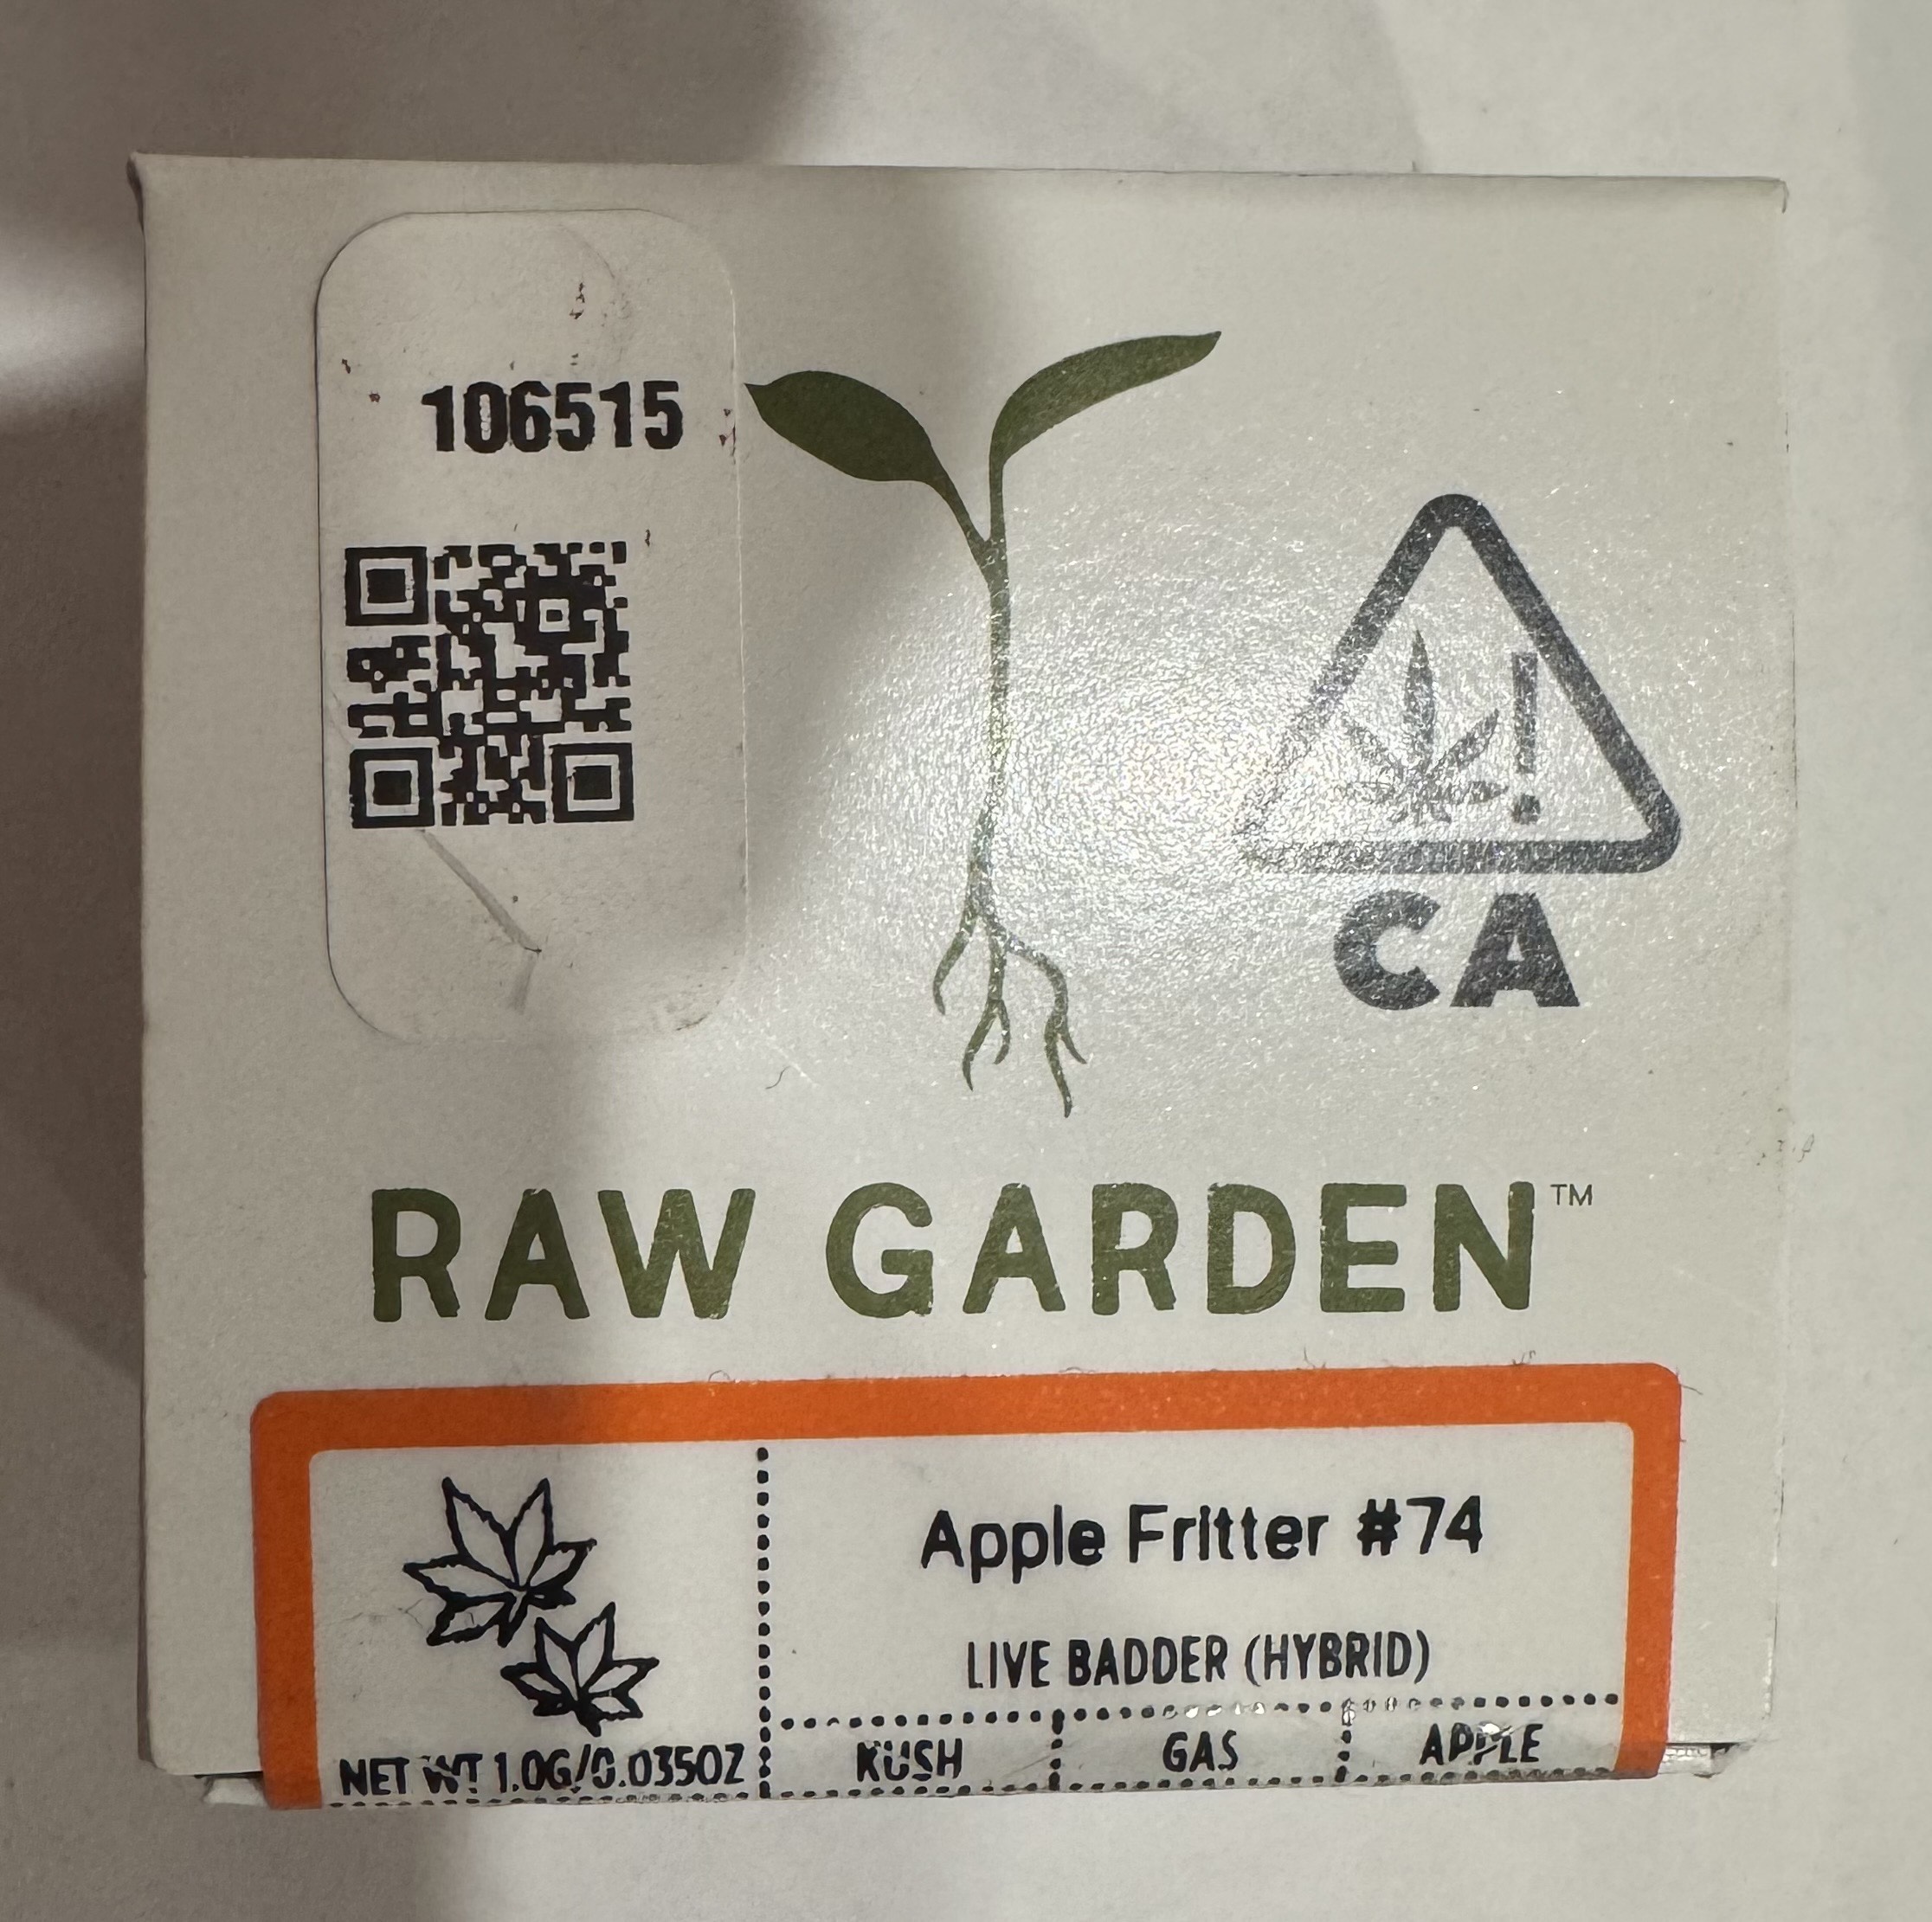 106515
CA
RAW GARDEN™
Apple Fritter #74
LIVE BADDER (HYBRID)
NET WT 1.0G/0.035OZ
KUSH
GAS
APPLE